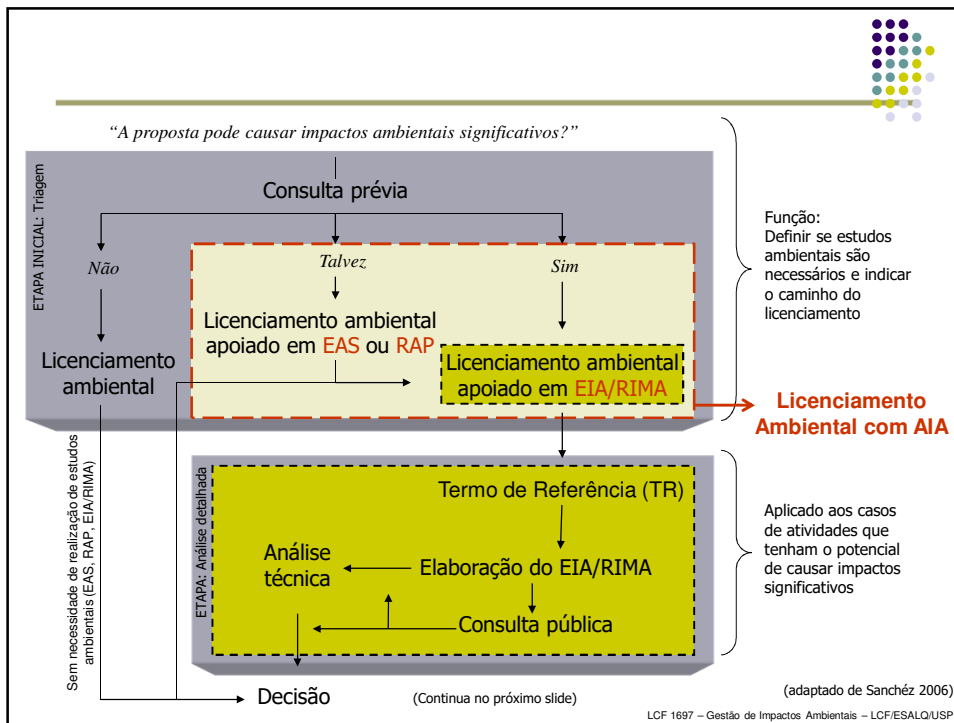 “A proposta pode causar impactos ambientais significativos?”
ETAPA INICIAL: Triagem
Consulta prévia
Não
Talvez
Sim
Licenciamento ambiental
apoiado em EAS ou RAP
Licenciamento
ambiental
Licenciamento ambiental
apoiado em EIA/RIMA
Função:
Definir se estudos
ambientais são
necessários e indicar
o caminho do
licenciamento
Licenciamento
Ambiental com AIA
Sem necessidade de realização de estudos
ambientais (EAS, RAP, EIA/RIMA)
ETAPA: Análise detalhada
Termo de Referência (TR)
Análise
técnica
Elaboração do EIA/RIMA
Consulta pública
Aplicado aos casos
de atividades que
tenham o potencial
de causar impactos
significativos
Decisão
(Continua no próximo slide)
(adaptado de Sanchéz 2006)
LCF 1697 – Gestão de Impactos Ambientais – LCF/ESALQ/USP